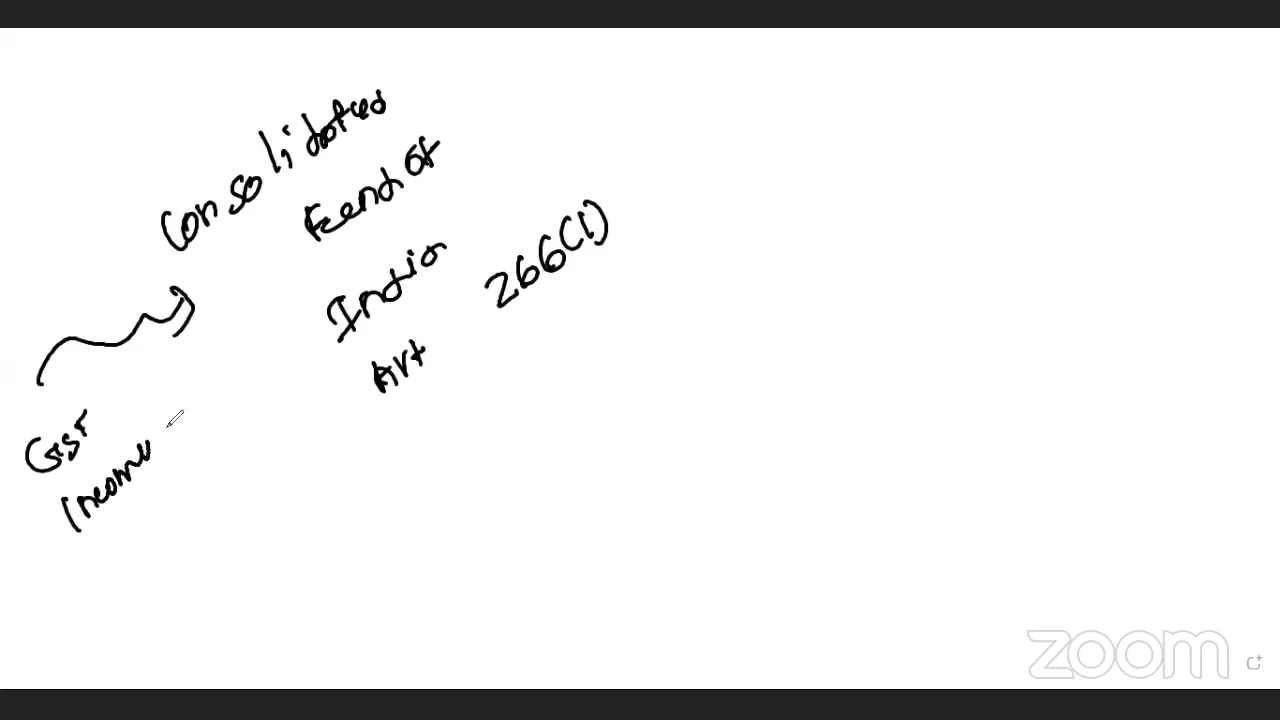 Consolidated
Fund of
India
Art 266(1)
GST
Income
zoom